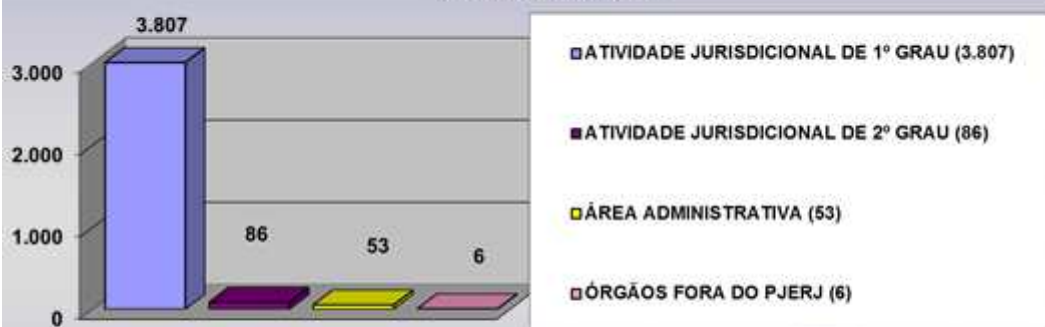 3.807
3.000
2.000
1.000
0
86
53
6
ATIVIDADE JURISDICIONAL DE 1º GRAU (3.807)
ATIVIDADE JURISDICIONAL DE 2º GRAU (86)
ÁREA ADMINISTRATIVA (53)
ÓRGÃOS FORA DO PJERJ (6)